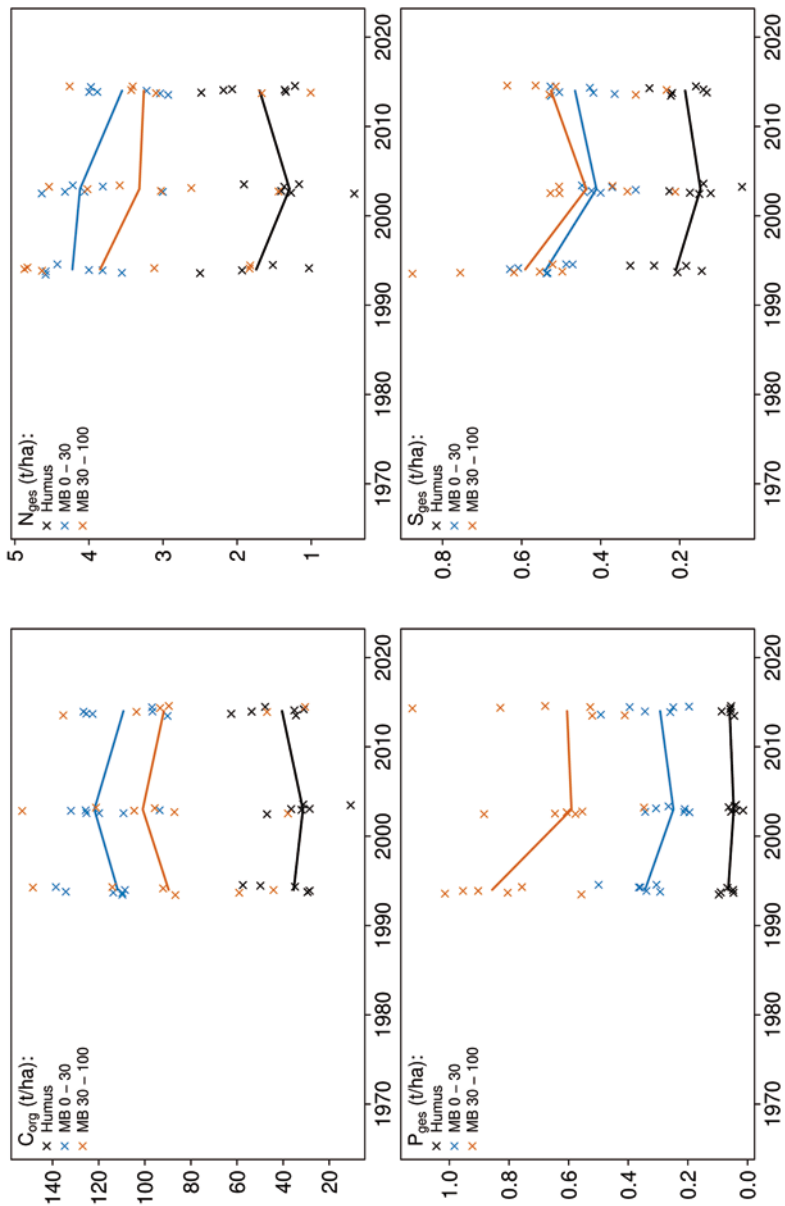 C_org (t/ha):
Humus
MB 0 – 30
MB 30 – 100
140
120
100
80
60
40
20
1970 1980 1990 2000 2010 2020
N_ges (t/ha):
Humus
MB 0 – 30
MB 30 – 100
5
4
3
2
1
1970 1980 1990 2000 2010 2020
P_ges (t/ha):
Humus
MB 0 – 30
MB 30 – 100
1.0
0.8
0.6
0.4
0.2
0.0
1970 1980 1990 2000 2010 2020
S_ges (t/ha):
Humus
MB 0 – 30
MB 30 – 100
0.8
0.6
0.4
0.2
1970 1980 1990 2000 2010 2020